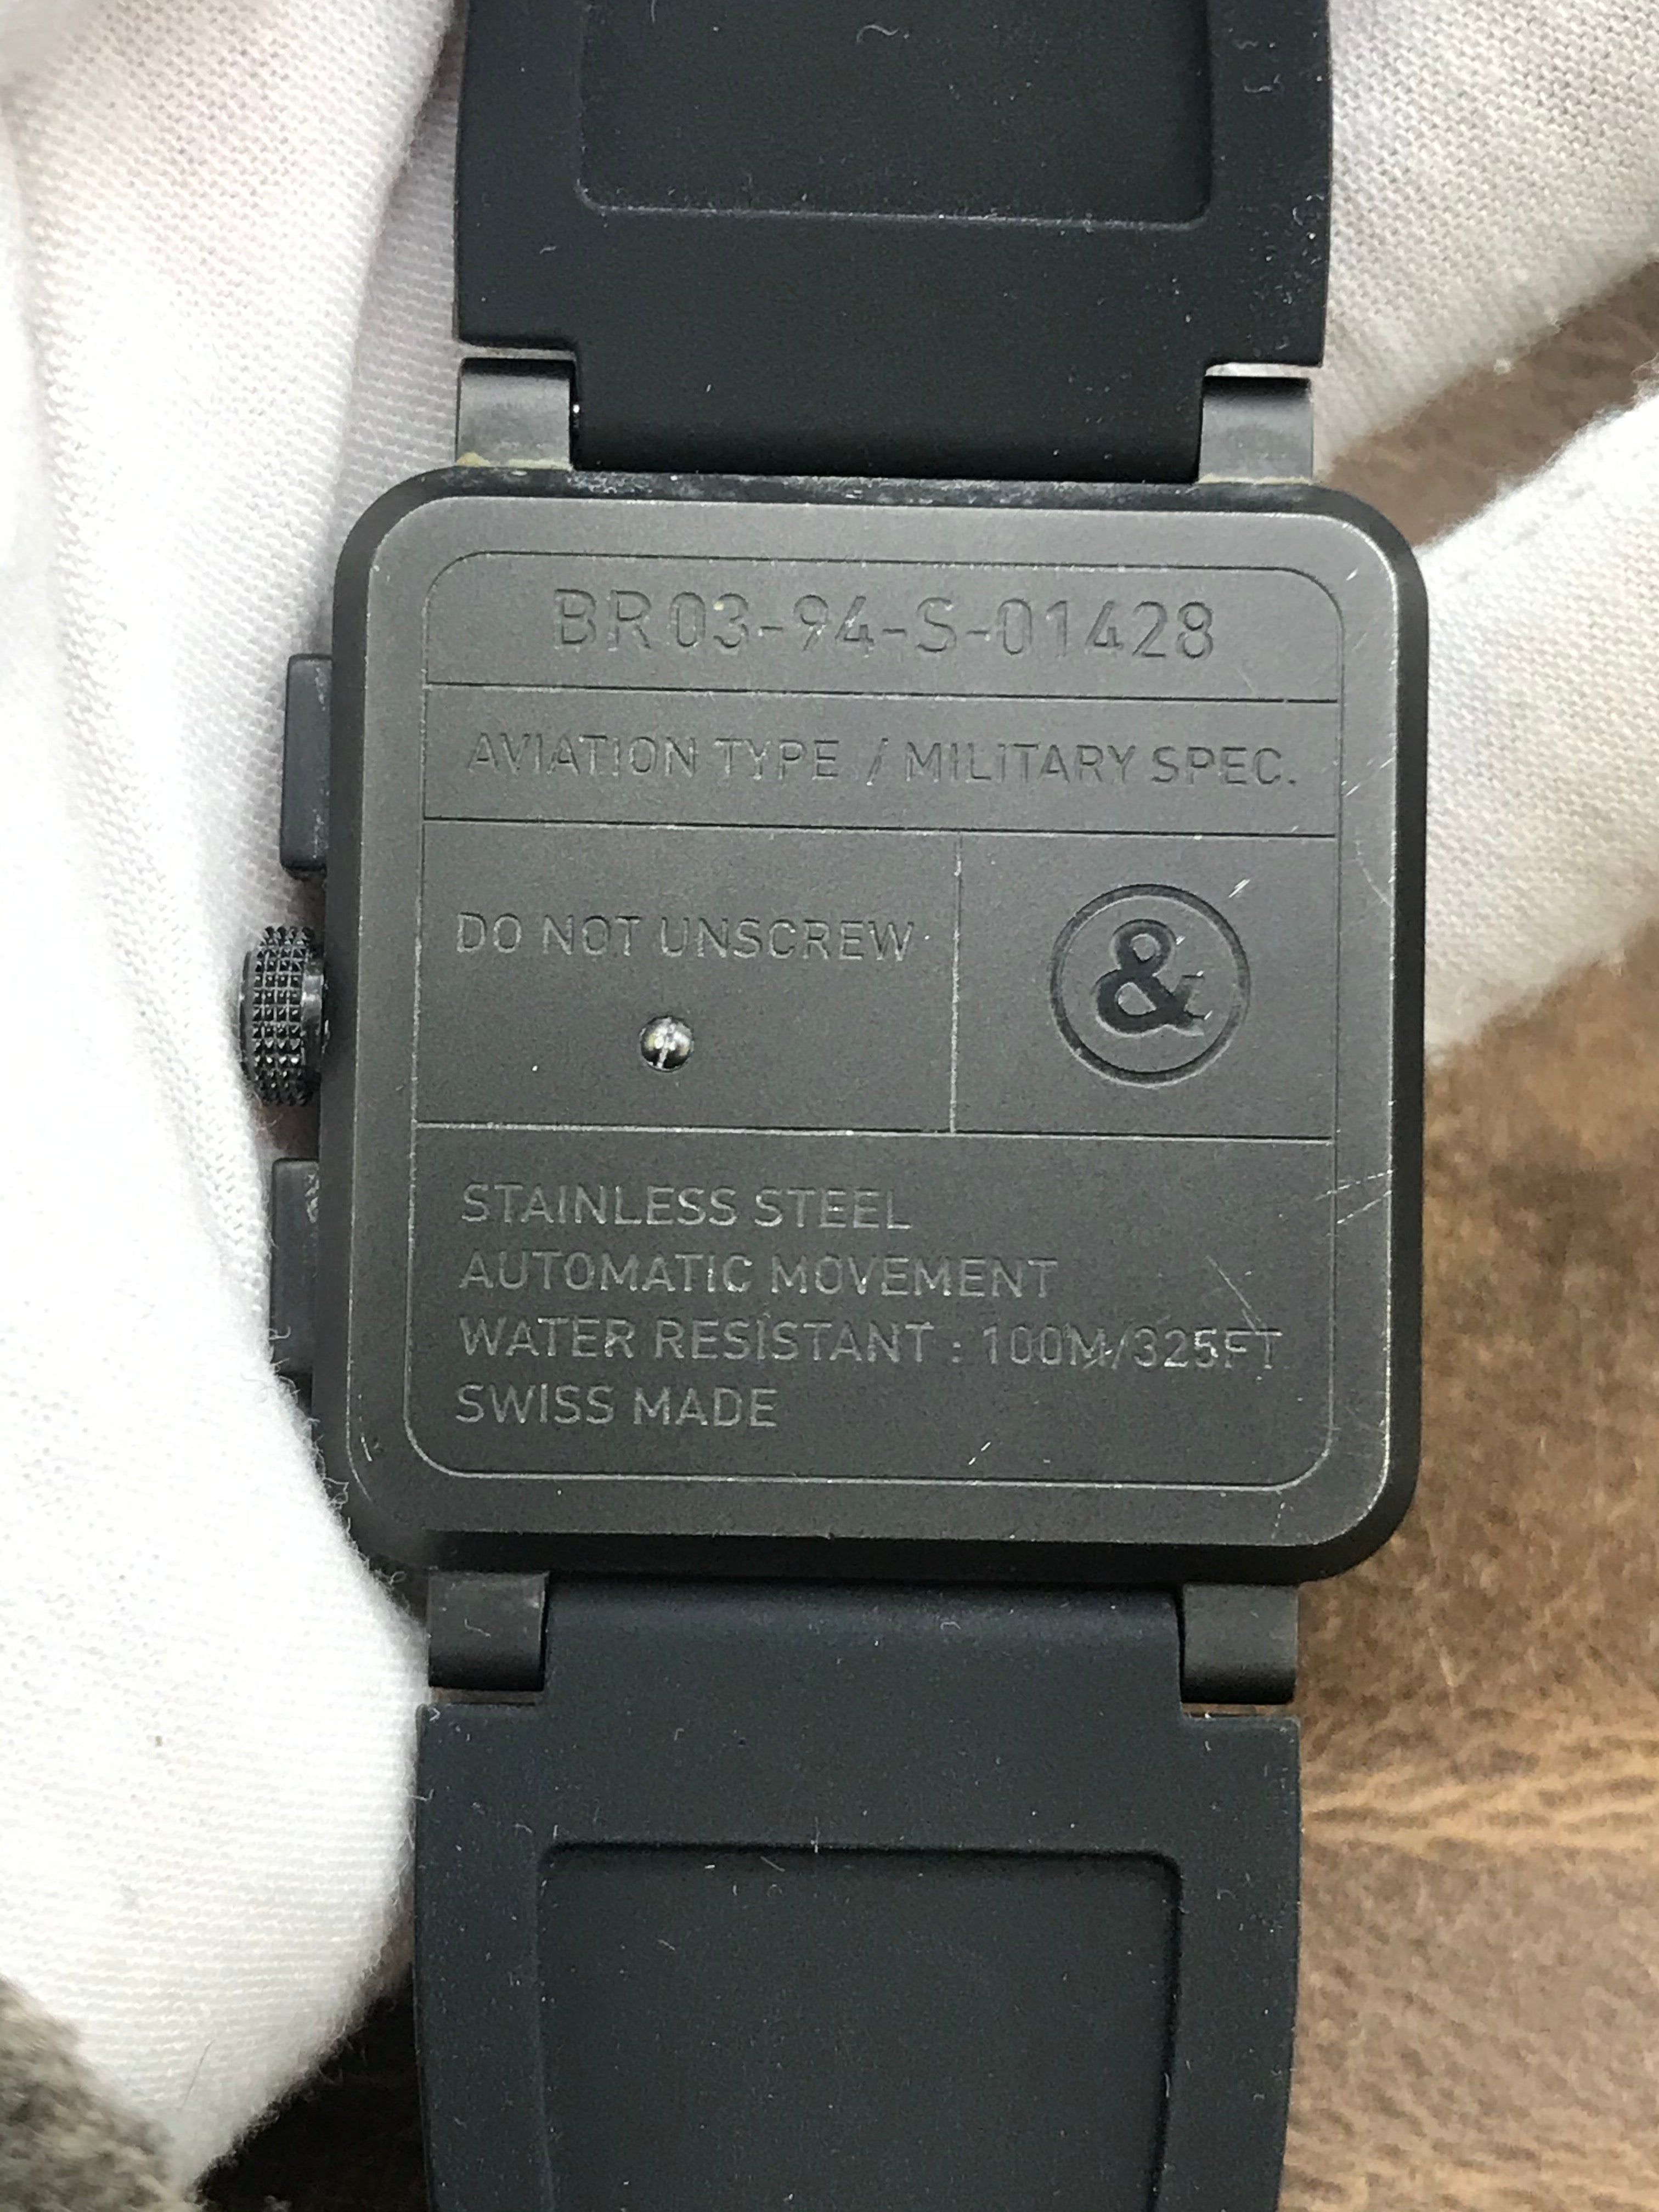 BR03-94-S-01428
AVIATION TYPE / MILITARY SPEC.
DO NOT UNSCREW
&
STAINLESS STEEL
AUTOMATIC MOVEMENT
WATER RESISTANT : 100M/325FT
SWISS MADE